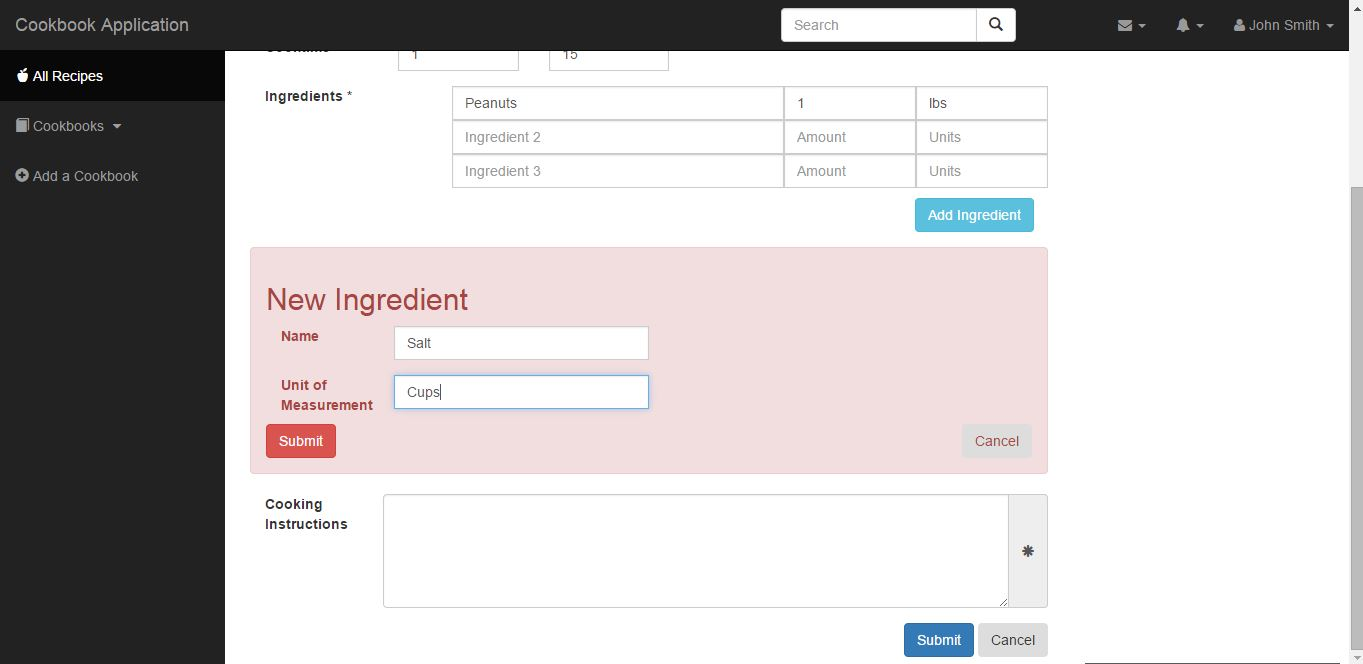 Cookbook Application Search John Smith
All Recipes
1 15
Ingredients * Peanuts 1 lbs
Cookbooks
Ingredient 2 Amount Units
Ingredient 3 Amount Units
Add a Cookbook
Add Ingredient
New Ingredient
Name Salt
Unit of
Measurement
Cups
Submit Cancel
Cooking
Instructions
Submit Cancel